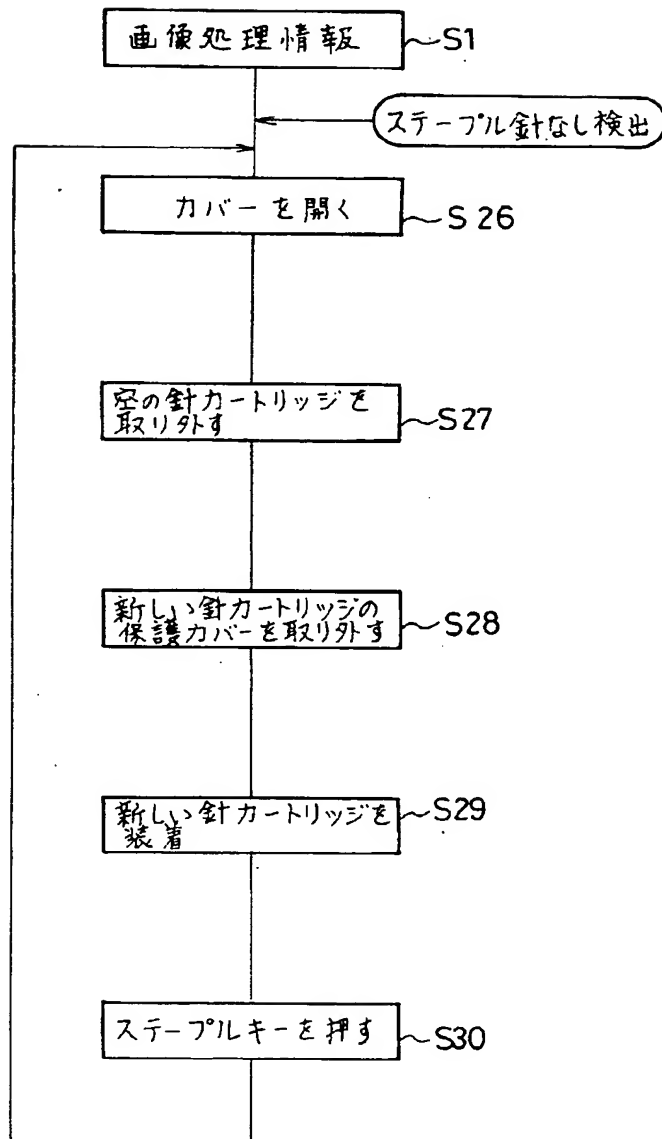 画像処理情報
S1
ステープル針なし検出
カバーを開く
S26
空の針カートリッジを
取り外す
S27
新しい針カートリッジの
保護カバーを取り外す
S28
新しい針カートリッジを
装着
S29
ステープルキーを押す
S30